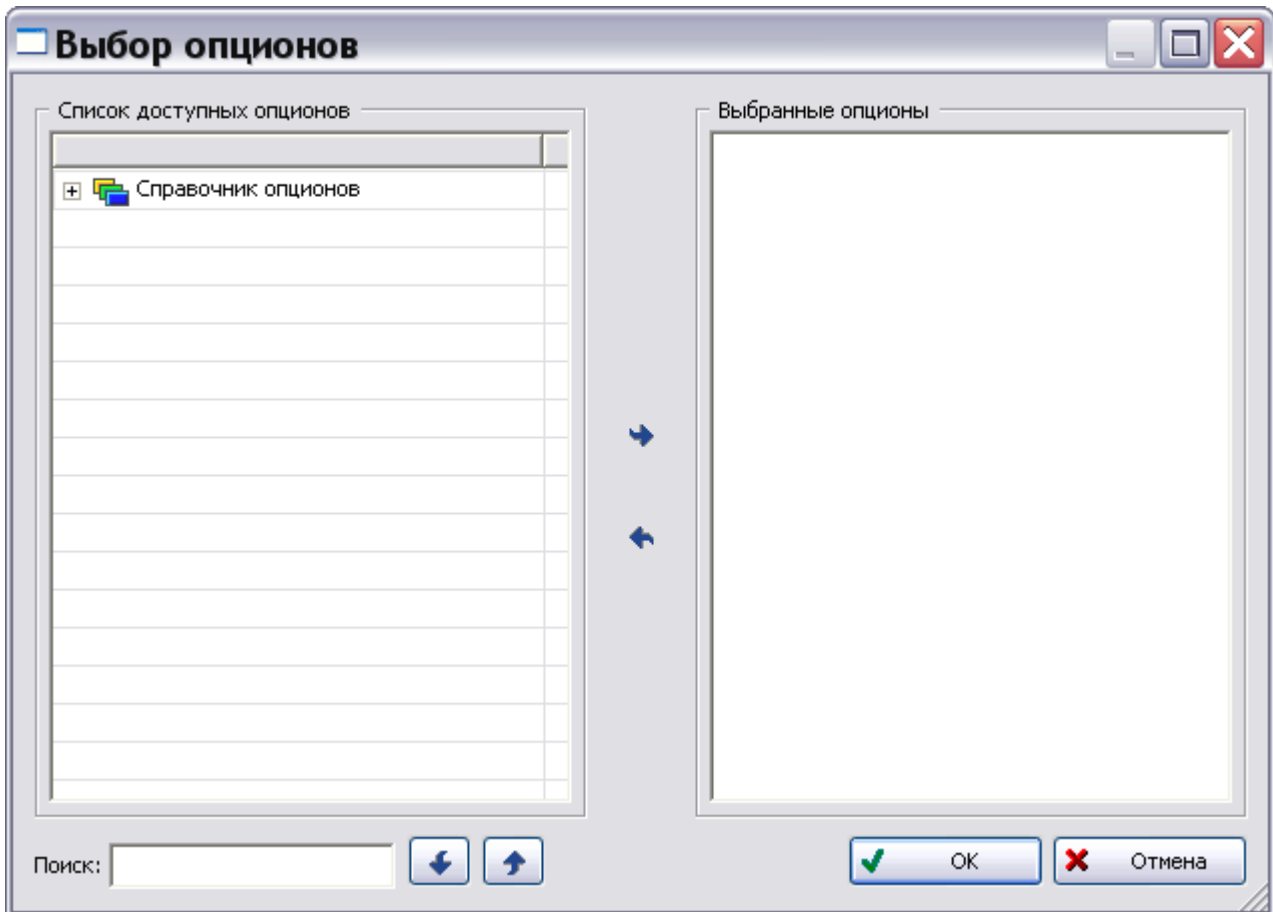 Выбор опционов
Список доступных опционов
Выбранные опционы
Справочник опционов
Поиск:
OK
Отмена